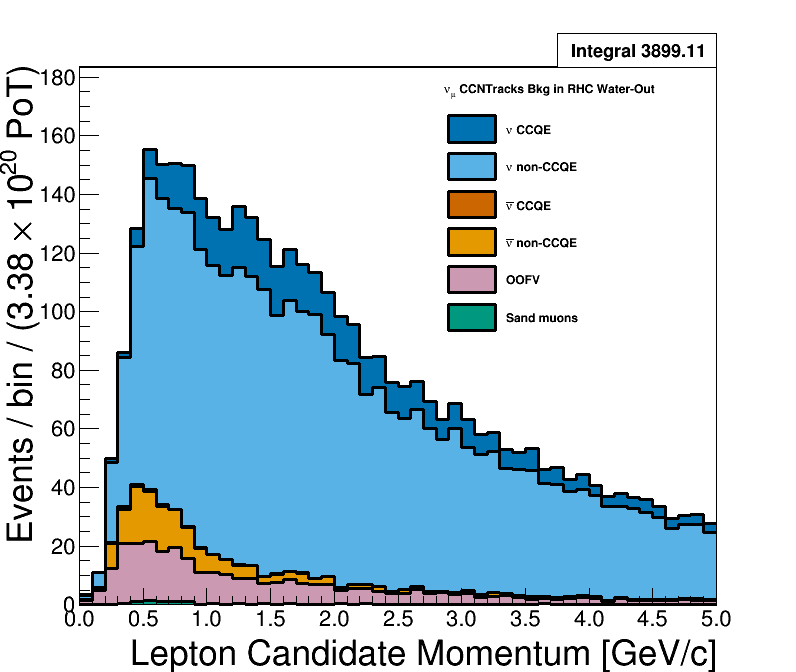 Integral 3899.11
ν_μ CCNTracks Bkg in RHC Water-Out
ν CCQE
ν non-CCQE
ν̅ CCQE
ν̅ non-CCQE
OOFV
Sand muons
Events / bin / (3.38 × 10²⁰ PoT)
180
160
140
120
100
80
60
40
20
0
0.0 0.5 1.0 1.5 2.0 2.5 3.0 3.5 4.0 4.5 5.0
Lepton Candidate Momentum [GeV/c]